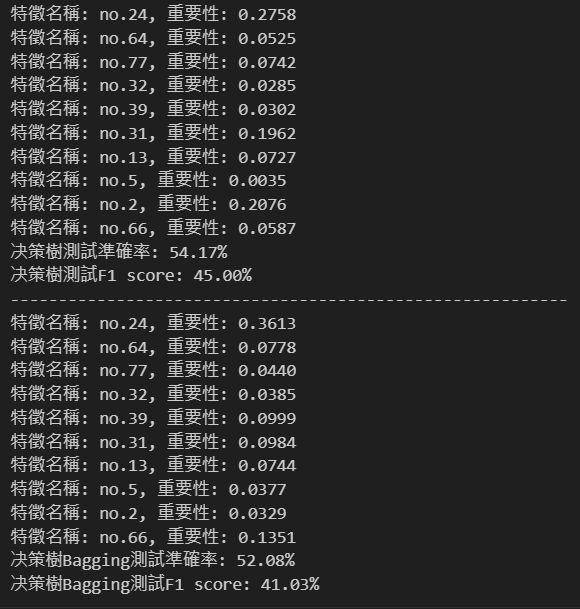 特徵名稱: no.24, 重要性: 0.2758
特徵名稱: no.64, 重要性: 0.0525
特徵名稱: no.77, 重要性: 0.0742
特徵名稱: no.32, 重要性: 0.0285
特徵名稱: no.39, 重要性: 0.0302
特徵名稱: no.31, 重要性: 0.1962
特徵名稱: no.13, 重要性: 0.0727
特徵名稱: no.5, 重要性: 0.0035
特徵名稱: no.2, 重要性: 0.2076
特徵名稱: no.66, 重要性: 0.0587
决策樹測試準確率: 54.17%
决策樹測試F1 score: 45.00%
----------------------------------------------------------
特徵名稱: no.24, 重要性: 0.3613
特徵名稱: no.64, 重要性: 0.0778
特徵名稱: no.77, 重要性: 0.0440
特徵名稱: no.32, 重要性: 0.0385
特徵名稱: no.39, 重要性: 0.0999
特徵名稱: no.31, 重要性: 0.0984
特徵名稱: no.13, 重要性: 0.0744
特徵名稱: no.5, 重要性: 0.0377
特徵名稱: no.2, 重要性: 0.0329
特徵名稱: no.66, 重要性: 0.1351
决策樹Bagging測試準確率: 52.08%
决策樹Bagging測試F1 score: 41.03%